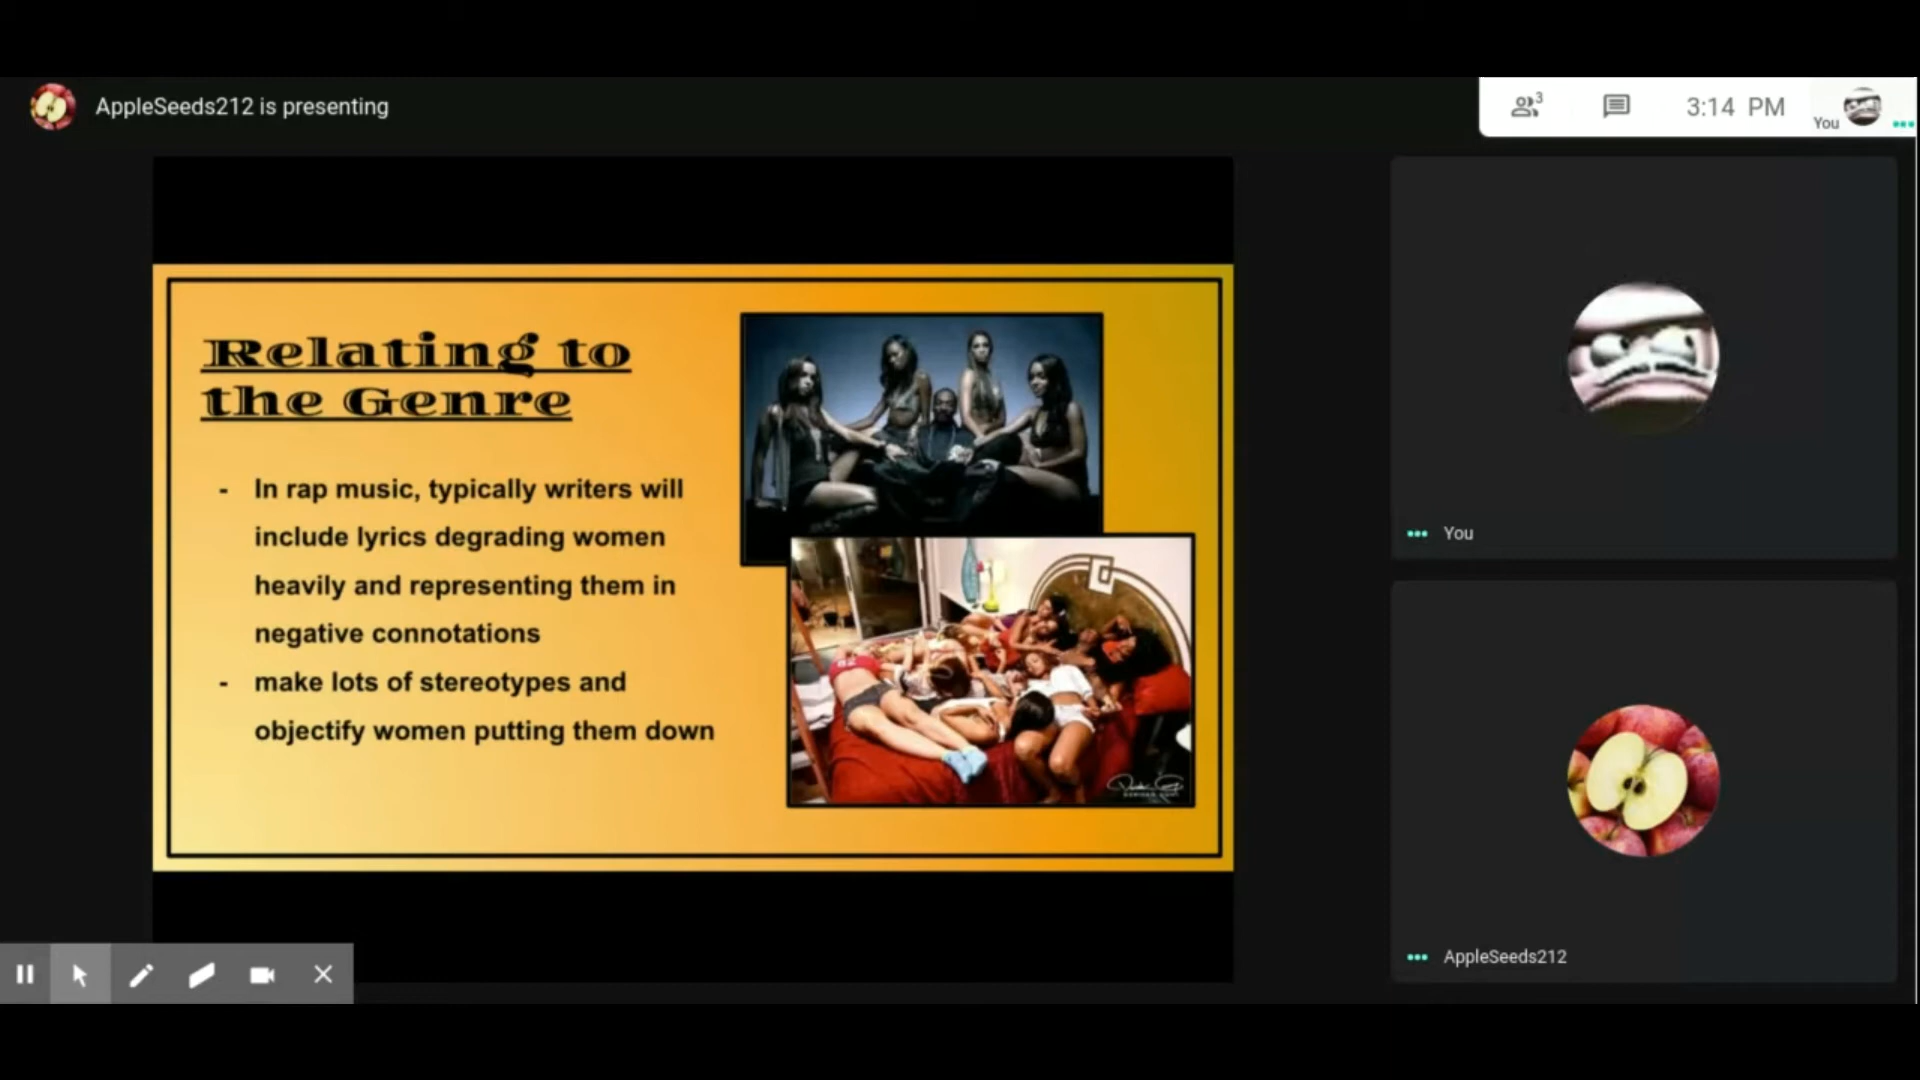 AppleSeeds212 is presenting
3
3:14 PM
You
Relating to
the Genre
- In rap music, typically writers will
include lyrics degrading women
heavily and representing them in
negative connotations
- make lots of stereotypes and
objectify women putting them down
You
AppleSeeds212